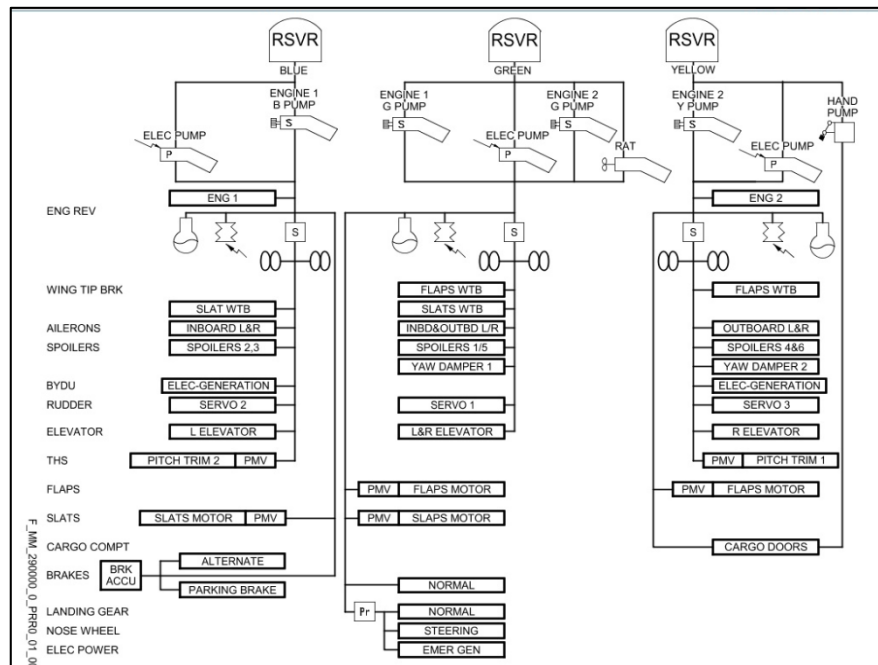 RSVR RSVR RSVR
BLUE GREEN YELLOW
ENGINE 1
B PUMP
S
ELEC PUMP
P
ENGINE 1
G PUMP
S
ENGINE 2
G PUMP
S
ELEC PUMP
P
RAT
ENGINE 2
Y PUMP
S
HAND
PUMP
ELEC PUMP
P
ENG REV ENG 1 ENG 2
S S S
WING TIP BRK FLAPS WTB FLAPS WTB
SLAT WTB SLATS WTB
AILERONS INBOARD L&R INBD&OUTBD L/R OUTBOARD L&R
SPOILERS SPOILERS 2,3 SPOILERS 1/5 SPOILERS 4&6
YAW DAMPER 1 YAW DAMPER 2
BYDU ELEC-GENERATION ELEC-GENERATION
RUDDER SERVO 2 SERVO 1 SERVO 3
ELEVATOR L ELEVATOR L&R ELEVATOR R ELEVATOR
THS PITCH TRIM 2 PMV PMV PITCH TRIM 1
FLAPS PMV FLAPS MOTOR PMV FLAPS MOTOR
SLATS SLATS MOTOR PMV PMV SLAPS MOTOR
CARGO COMPT CARGO DOORS
BRAKES BRK
ACCU
ALTERNATE
PARKING BRAKE
NORMAL
LANDING GEAR Pr NORMAL
NOSE WHEEL STEERING
ELEC POWER EMER GEN
F_MM_290000_0_PRR0_01_00